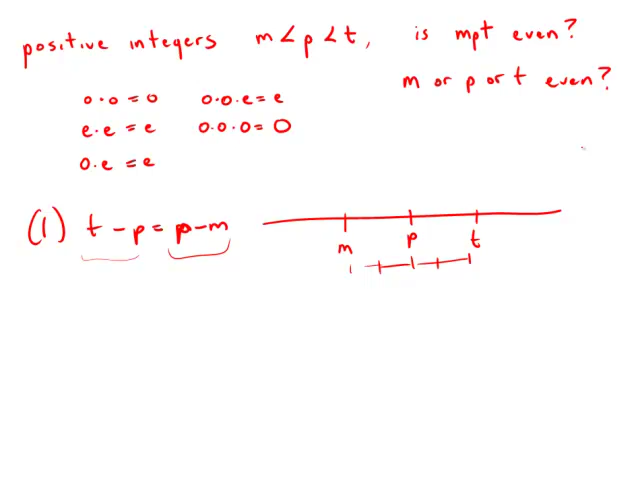 positive integers m < p < t, is mpt even?
m or p or t even?
o·o = o o·o·e = e
e·e = e o·o·o = O
o·e = e
(1) t - p = p - m
m p t